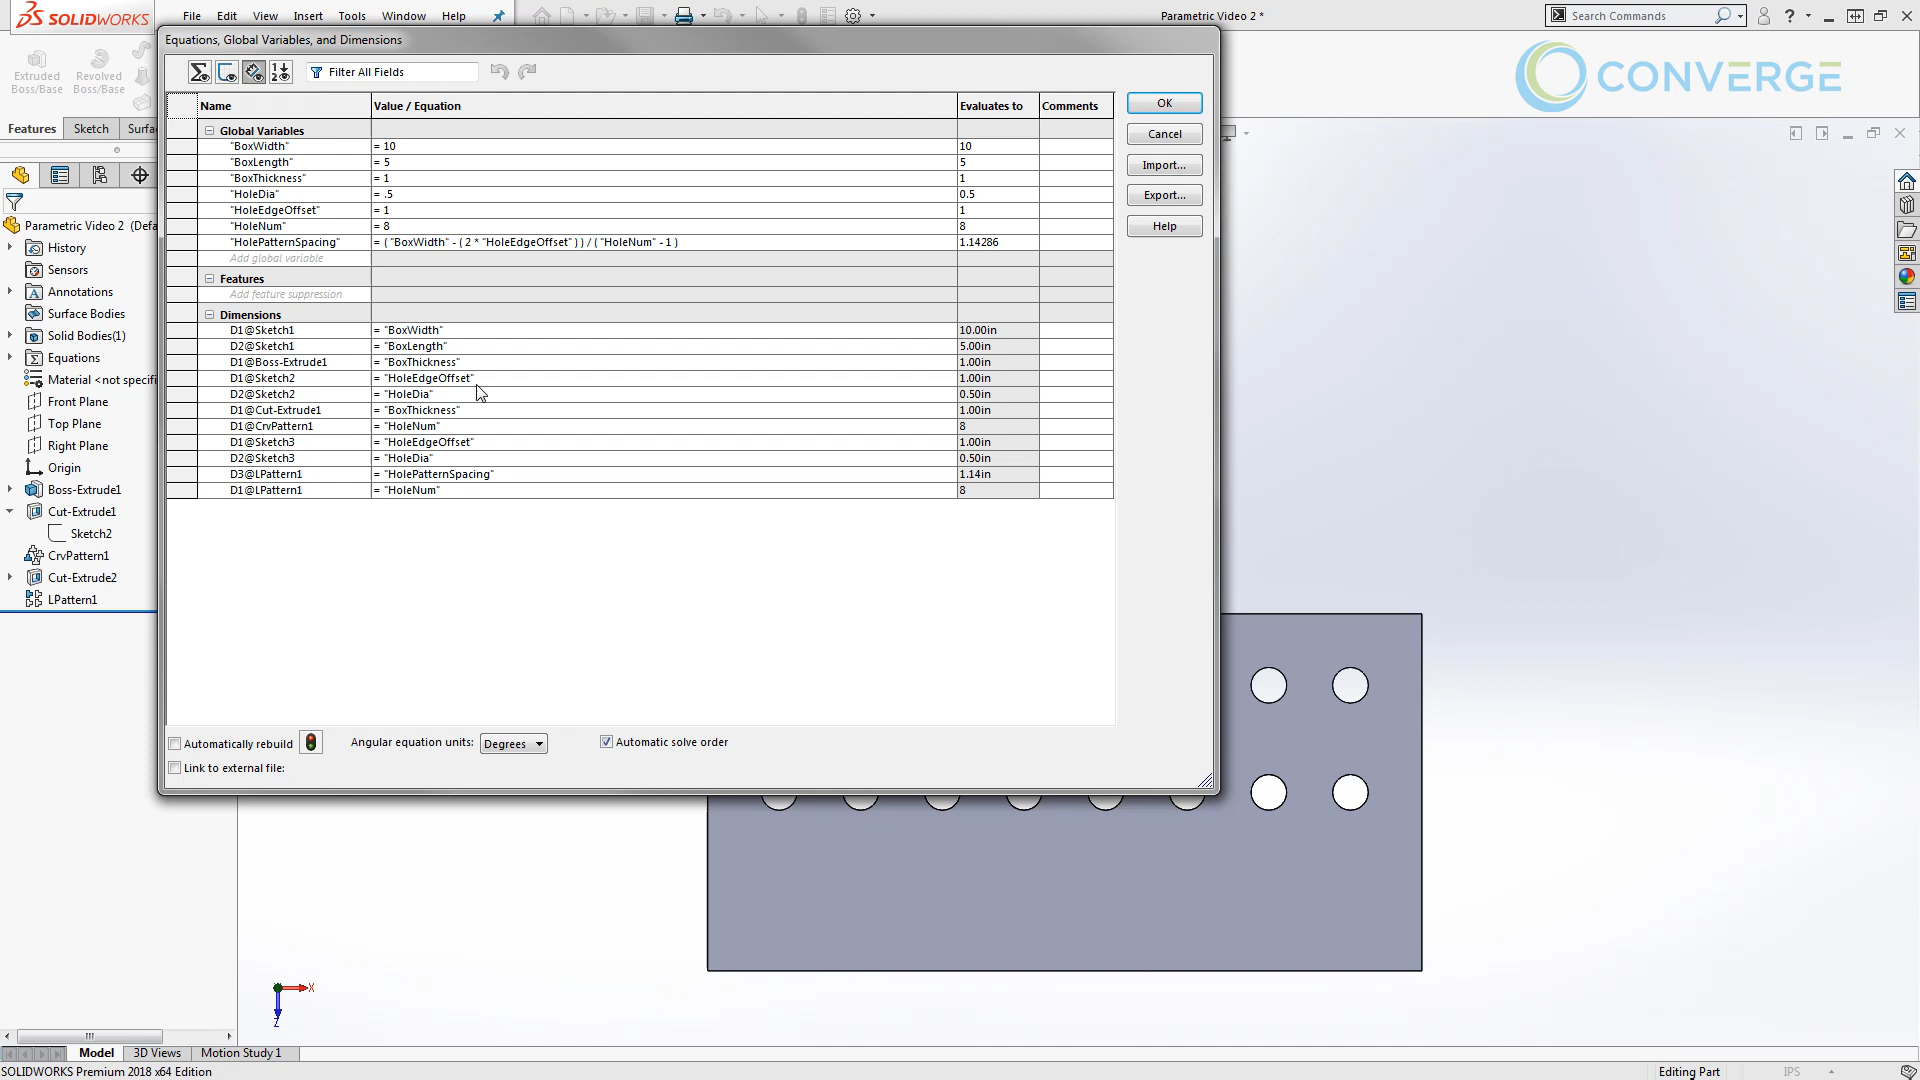 SOLIDWORKS
File Edit View Insert Tools Window Help
Parametric Video 2 *
Search Commands
?
Equations, Global Variables, and Dimensions
Extruded Boss/Base
Revolved Boss/Base
Features Sketch Surfac
CONVERGE
Filter All Fields
Name Value / Equation Evaluates to Comments
Global Variables
"BoxWidth" = 10 10
"BoxLength" = 5 5
"BoxThickness" = 1 1
"HoleDia" = .5 0.5
"HoleEdgeOffset" = 1 1
"HoleNum" = 8 8
"HolePatternSpacing" = ( "BoxWidth" - ( 2 * "HoleEdgeOffset" ) ) / ( "HoleNum" - 1 ) 1.14286
Add global variable
Features
Add feature suppression
Dimensions
D1@Sketch1 = "BoxWidth" 10.00in
D2@Sketch1 = "BoxLength" 5.00in
D1@Boss-Extrude1 = "BoxThickness" 1.00in
D1@Sketch2 = "HoleEdgeOffset" 1.00in
D2@Sketch2 = "HoleDia" 0.50in
D1@Cut-Extrude1 = "BoxThickness" 1.00in
D1@CrvPattern1 = "HoleNum" 8
D1@Sketch3 = "HoleEdgeOffset" 1.00in
D2@Sketch3 = "HoleDia" 0.50in
D3@LPattern1 = "HolePatternSpacing" 1.14in
D1@LPattern1 = "HoleNum" 8
OK
Cancel
Import...
Export...
Help
Parametric Video 2 (Defa
History
Sensors
Annotations
Surface Bodies
Solid Bodies(1)
Equations
Material <not specifi
Front Plane
Top Plane
Right Plane
Origin
Boss-Extrude1
Cut-Extrude1
Sketch2
CrvPattern1
Cut-Extrude2
LPattern1
Automatically rebuild Angular equation units: Degrees Automatic solve order
Link to external file:
X
Z
Model 3D Views Motion Study 1
SOLIDWORKS Premium 2018 x64 Edition Editing Part IPS